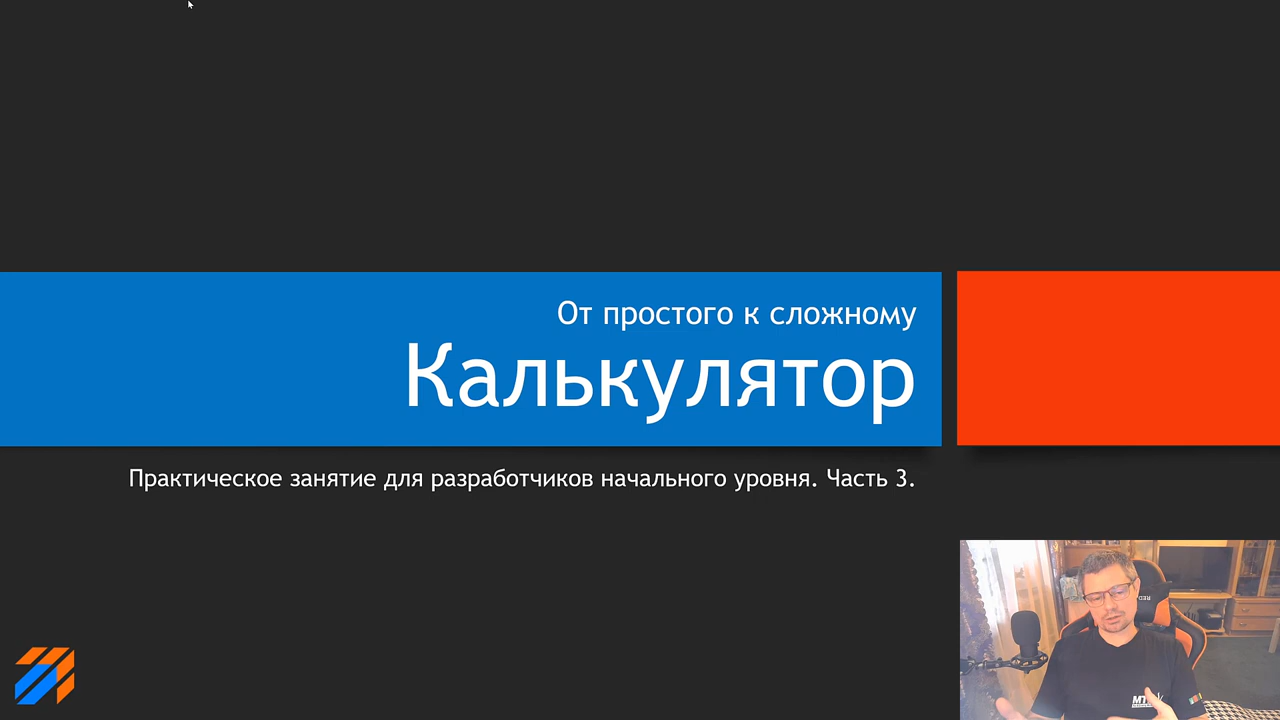 От простого к сложному
Калькулятор
Практическое занятие для разработчиков начального уровня. Часть 3.